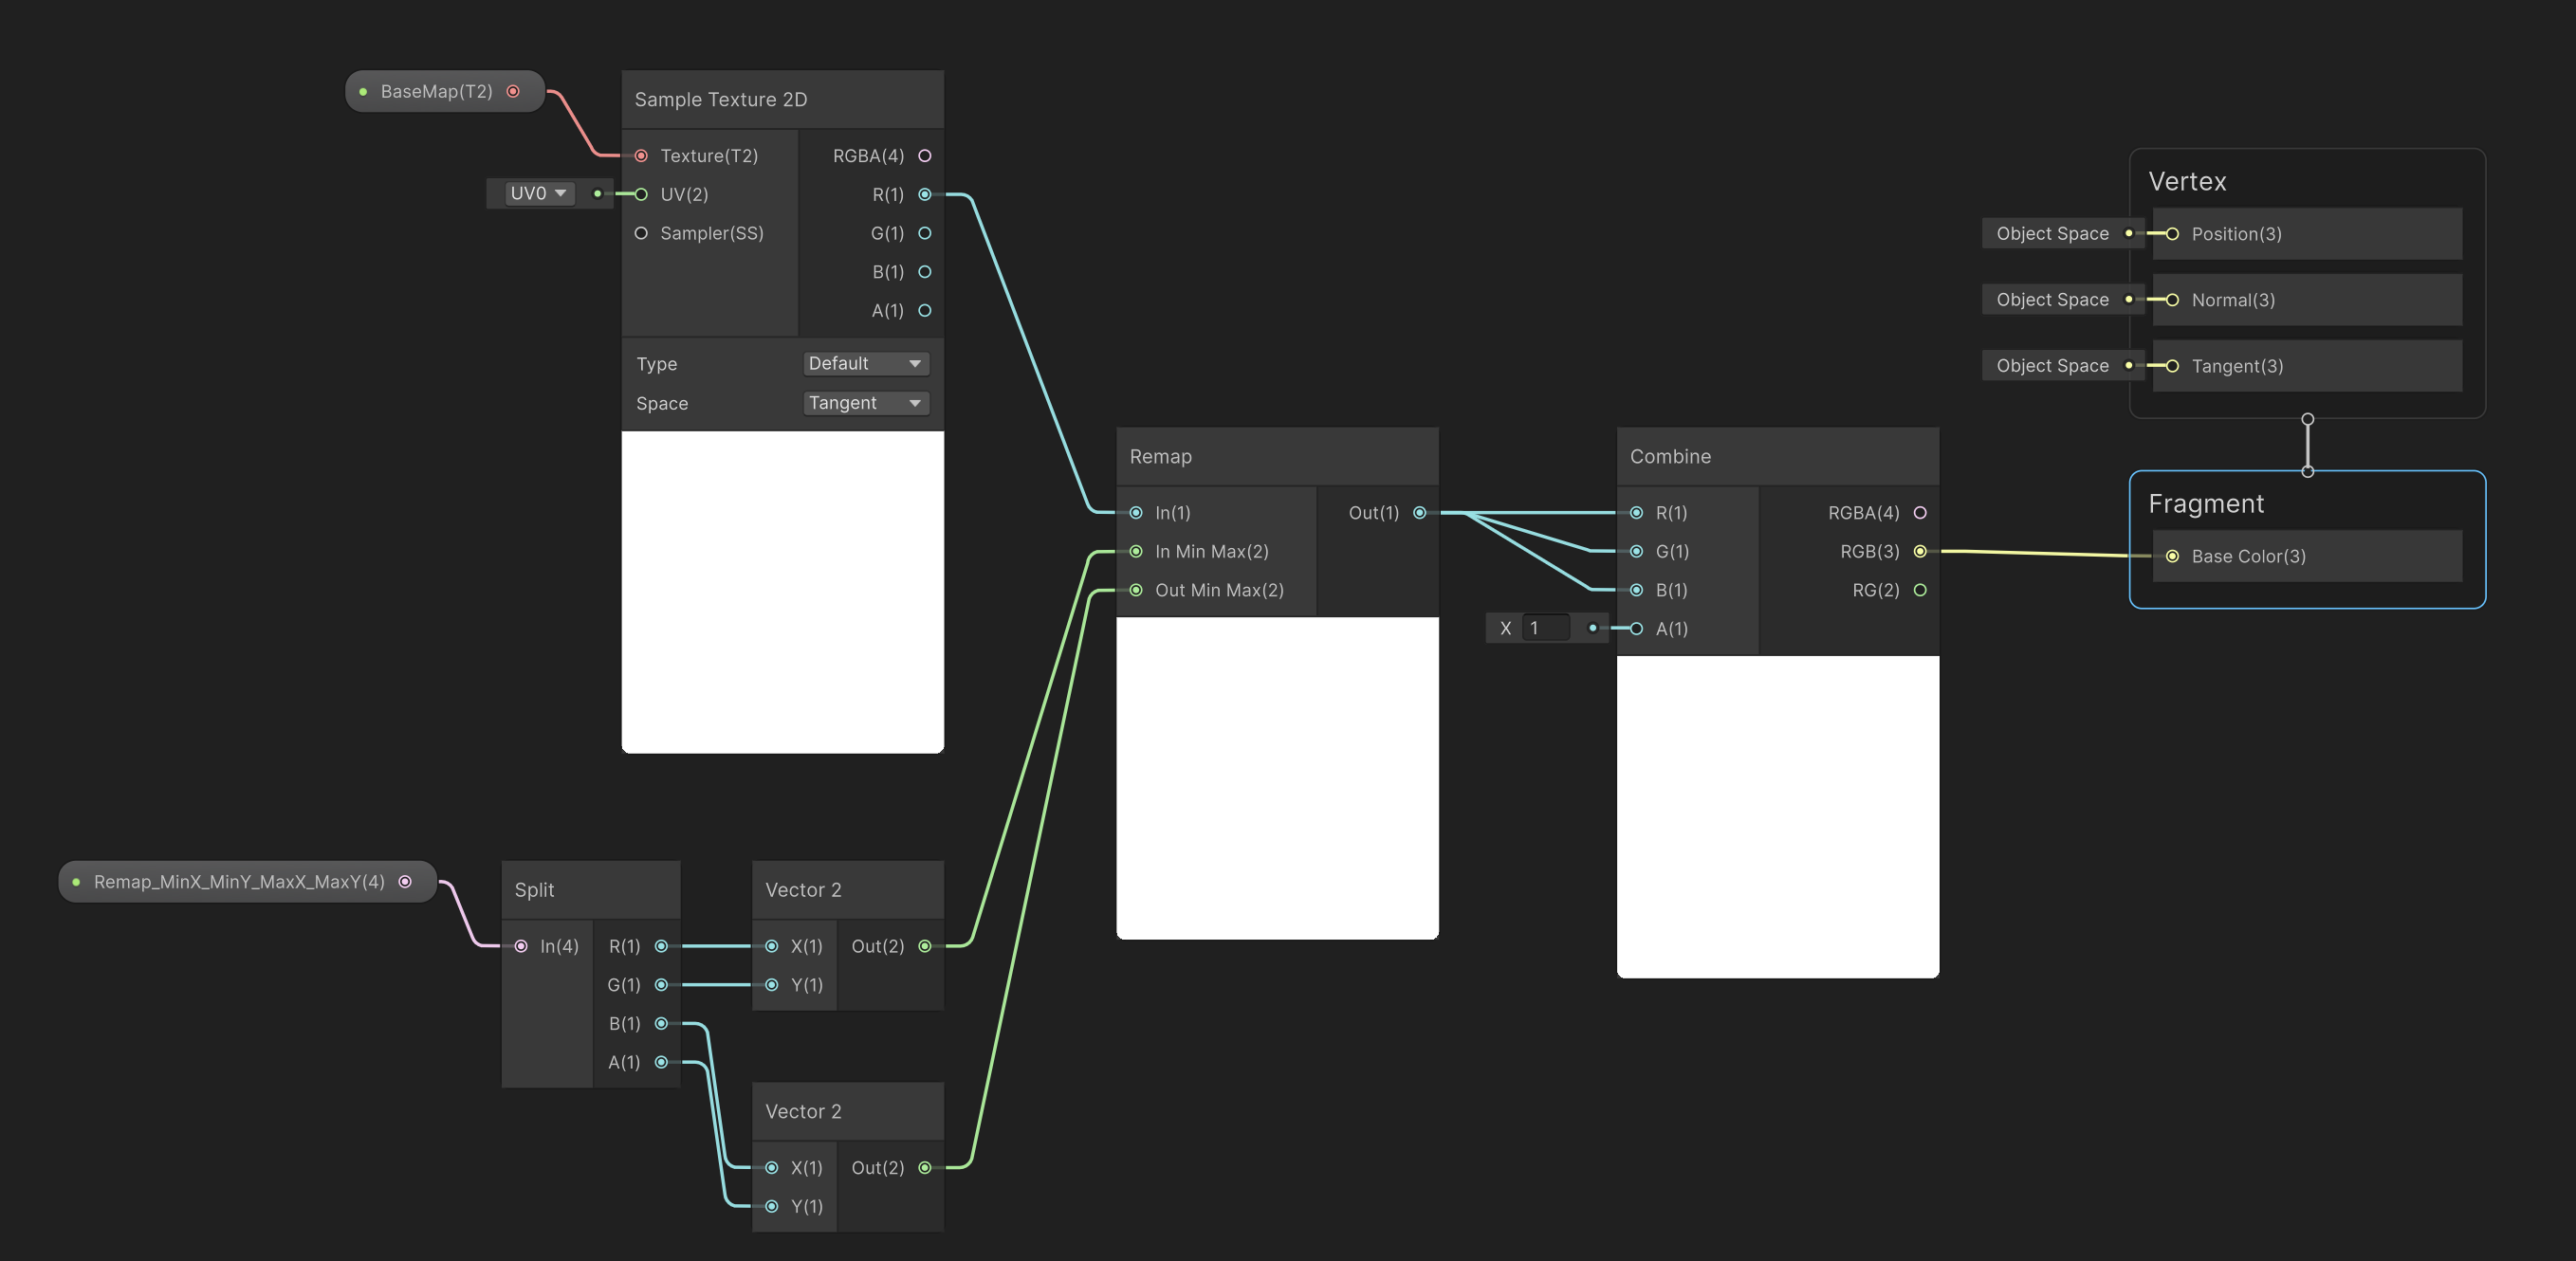 BaseMap(T2)
Sample Texture 2D
Texture(T2)
RGBA(4)
UV0
UV(2)
R(1)
Sampler(SS)
G(1)
B(1)
A(1)
Type
Default
Space
Tangent
Remap
In(1)
Out(1)
In Min Max(2)
Out Min Max(2)
Combine
R(1)
RGBA(4)
G(1)
RGB(3)
B(1)
RG(2)
X 1
A(1)
Vertex
Object Space
Position(3)
Object Space
Normal(3)
Object Space
Tangent(3)
Fragment
Base Color(3)
Remap_MinX_MinY_MaxX_MaxY(4)
Split
In(4)
R(1)
G(1)
B(1)
A(1)
Vector 2
X(1)
Out(2)
Y(1)
Vector 2
X(1)
Out(2)
Y(1)